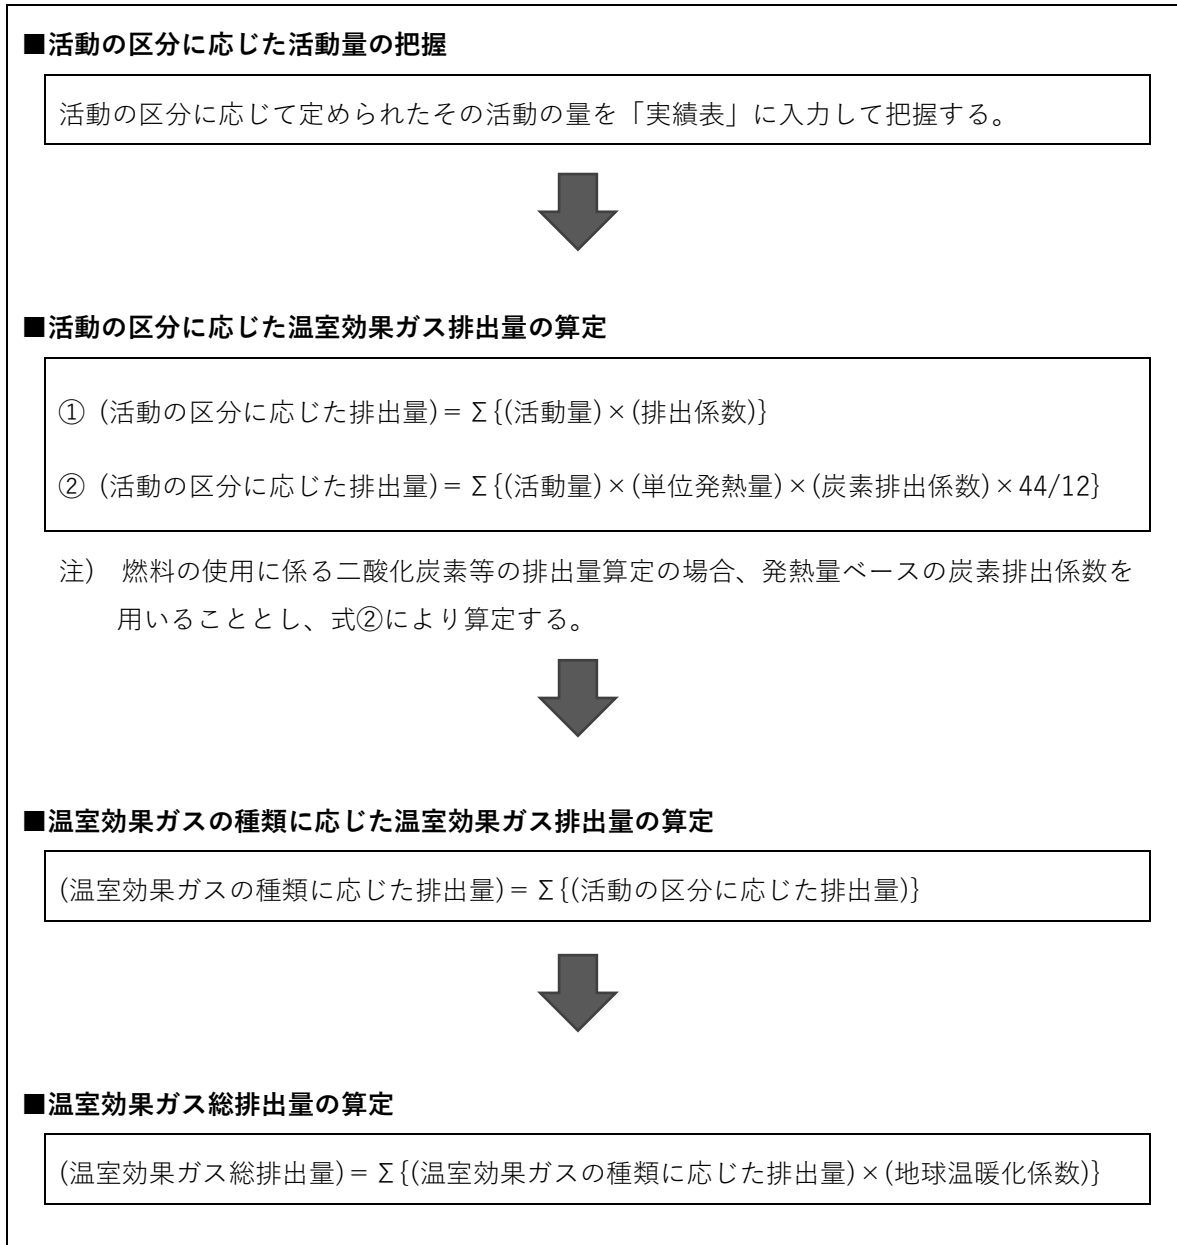 ■活動の区分に応じた活動量の把握
活動の区分に応じて定められたその活動の量を「実績表」に入力して把握する。
■活動の区分に応じた温室効果ガス排出量の算定
① (活動の区分に応じた排出量)=Σ{(活動量)×(排出係数)}
② (活動の区分に応じた排出量)=Σ{(活動量)×(単位発熱量)×(炭素排出係数)×44/12}
注) 燃料の使用に係る二酸化炭素等の排出量算定の場合、発熱量ベースの炭素排出係数を
用いることとし、式②により算定する。
■温室効果ガスの種類に応じた温室効果ガス排出量の算定
(温室効果ガスの種類に応じた排出量)=Σ{(活動の区分に応じた排出量)}
■温室効果ガス総排出量の算定
(温室効果ガス総排出量)=Σ{(温室効果ガスの種類に応じた排出量)×(地球温暖化係数)}